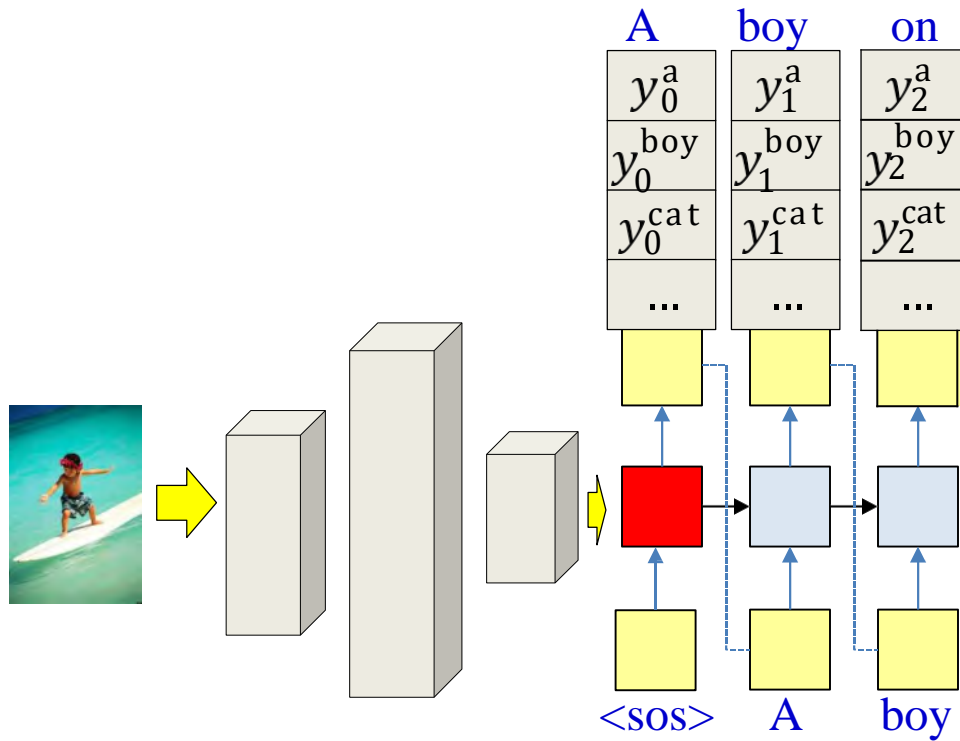 A boy on
y_0^a y_1^a y_2^a
y_0^boy y_1^boy y_2^boy
y_0^cat y_1^cat y_2^cat
... ... ...
<sos> A boy